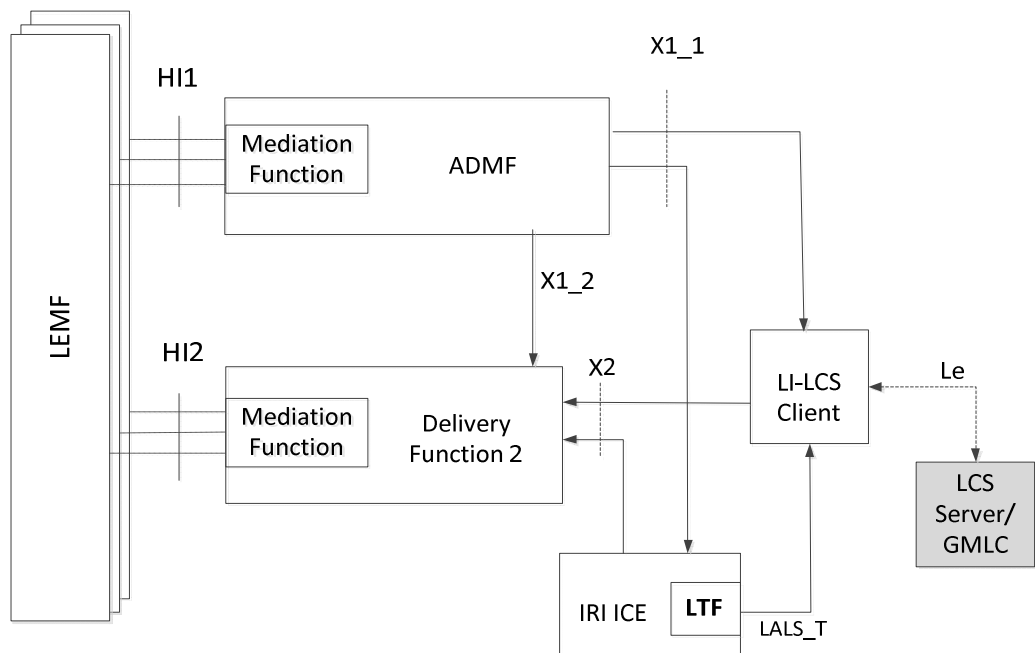 X1_1
HI1
Mediation
Function
ADMF
X1_2
LEMF
HI2
X2
Le
Mediation
Function
Delivery
Function 2
LI-LCS
Client
LCS
Server/
GMLC
IRI ICE
LTF
LALS_T